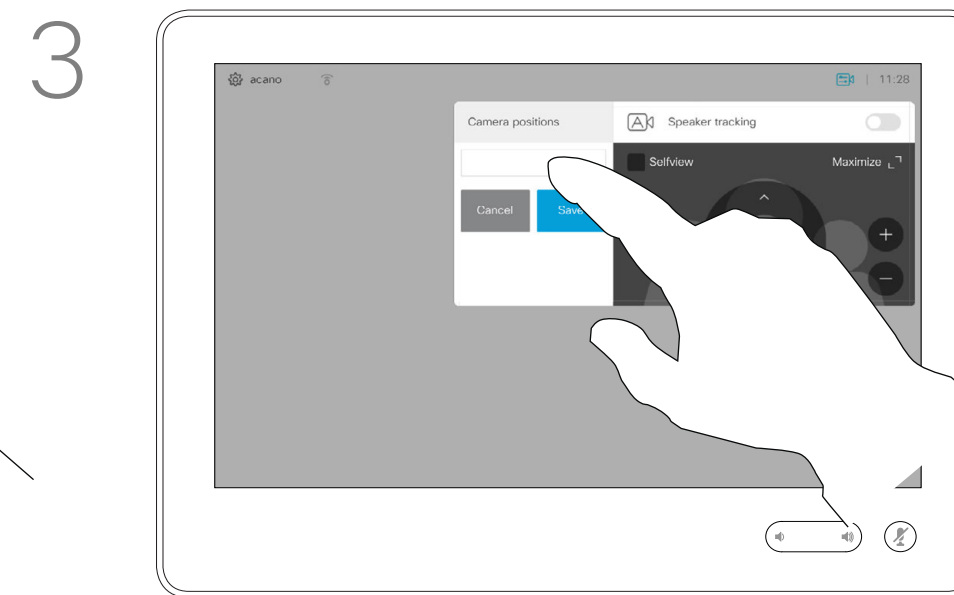 3
acano 11:28
Camera positions Speaker tracking
Selfview Maximize
Cancel Save